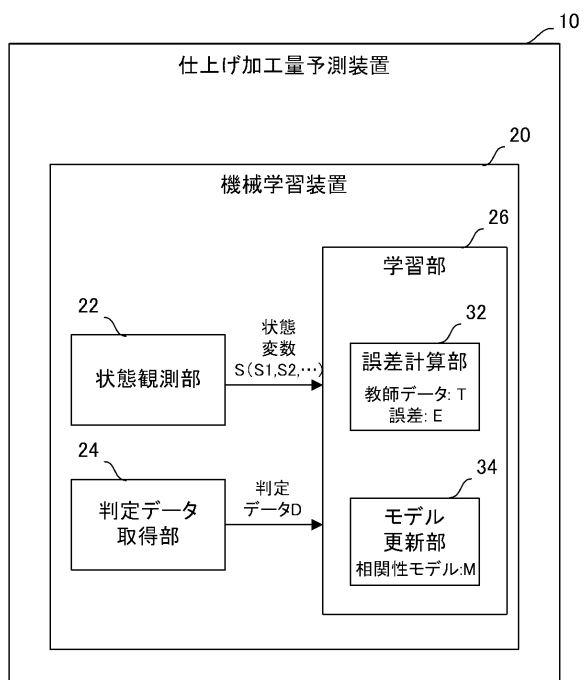 10
仕上げ加工量予測装置
20
機械学習装置
26
学習部
22
状態観測部
状態
変数
S(S1,S2,・・・)
32
誤差計算部
教師データ: T
誤差: E
24
判定データ
取得部
判定
データD
34
モデル
更新部
相関性モデル:M